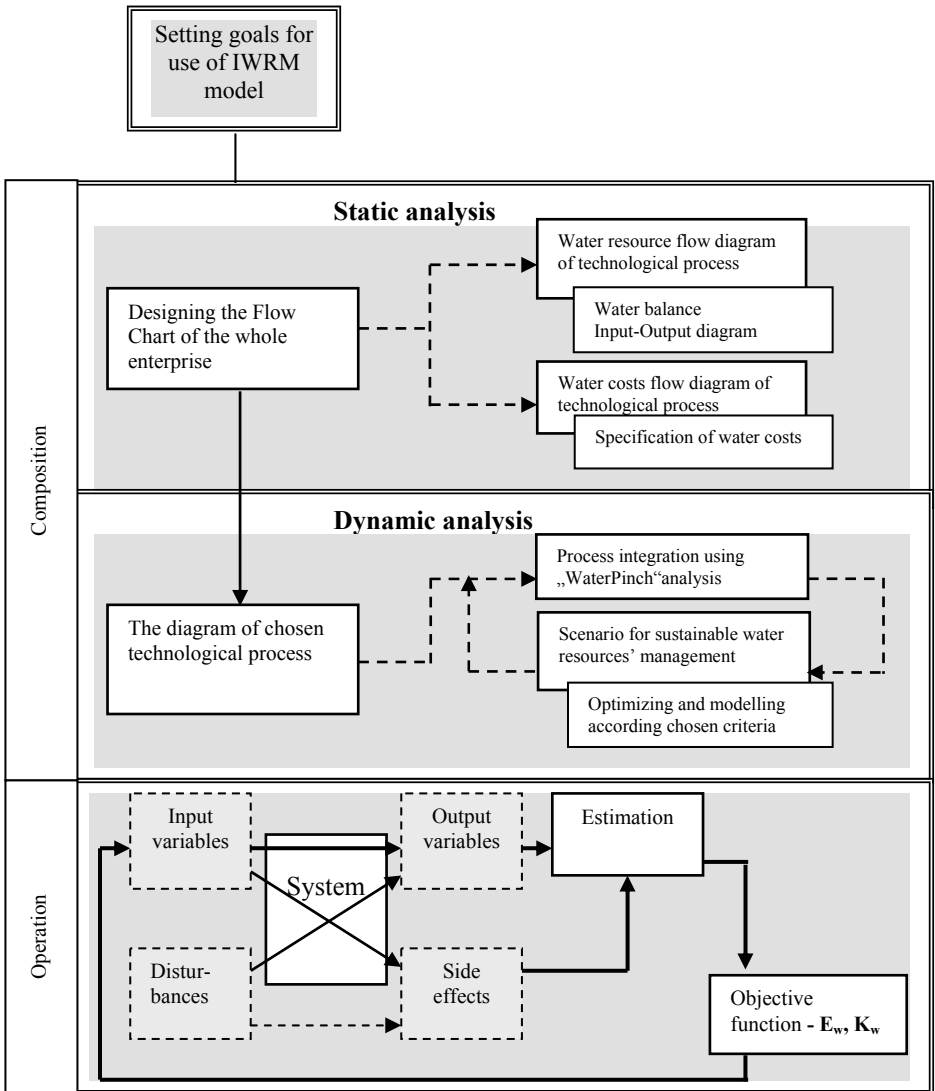 Setting goals for
use of IWRM
model
Composition
Static analysis
Designing the Flow
Chart of the whole
enterprise
Water resource flow diagram
of technological process
Water balance
Input-Output diagram
Water costs flow diagram of
technological process
Specification of water costs
Dynamic analysis
The diagram of chosen
technological process
Process integration using
„WaterPinch“analysis
Scenario for sustainable water
resources’ management
Optimizing and modelling
according chosen criteria
Operation
Input
variables
System
Output
variables
Estimation
Distur-
bances
Side
effects
Objective
function - Ew, Kw